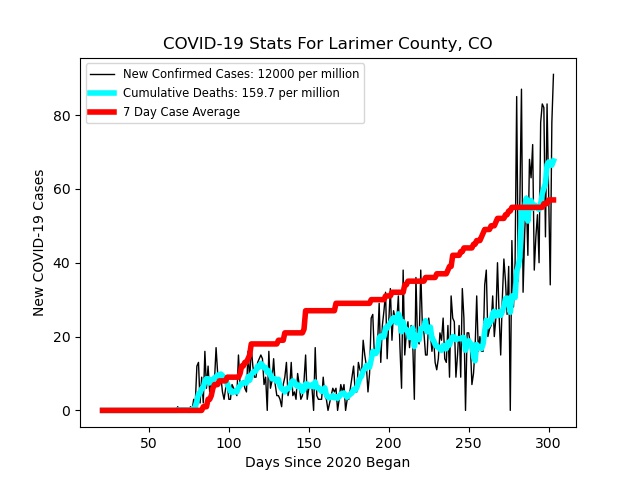 COVID-19 Stats For Larimer County, CO
New Confirmed Cases: 12000 per million
Cumulative Deaths: 159.7 per million
7 Day Case Average
80
60
40
20
0
New COVID-19 Cases
50 100 150 200 250 300
Days Since 2020 Began